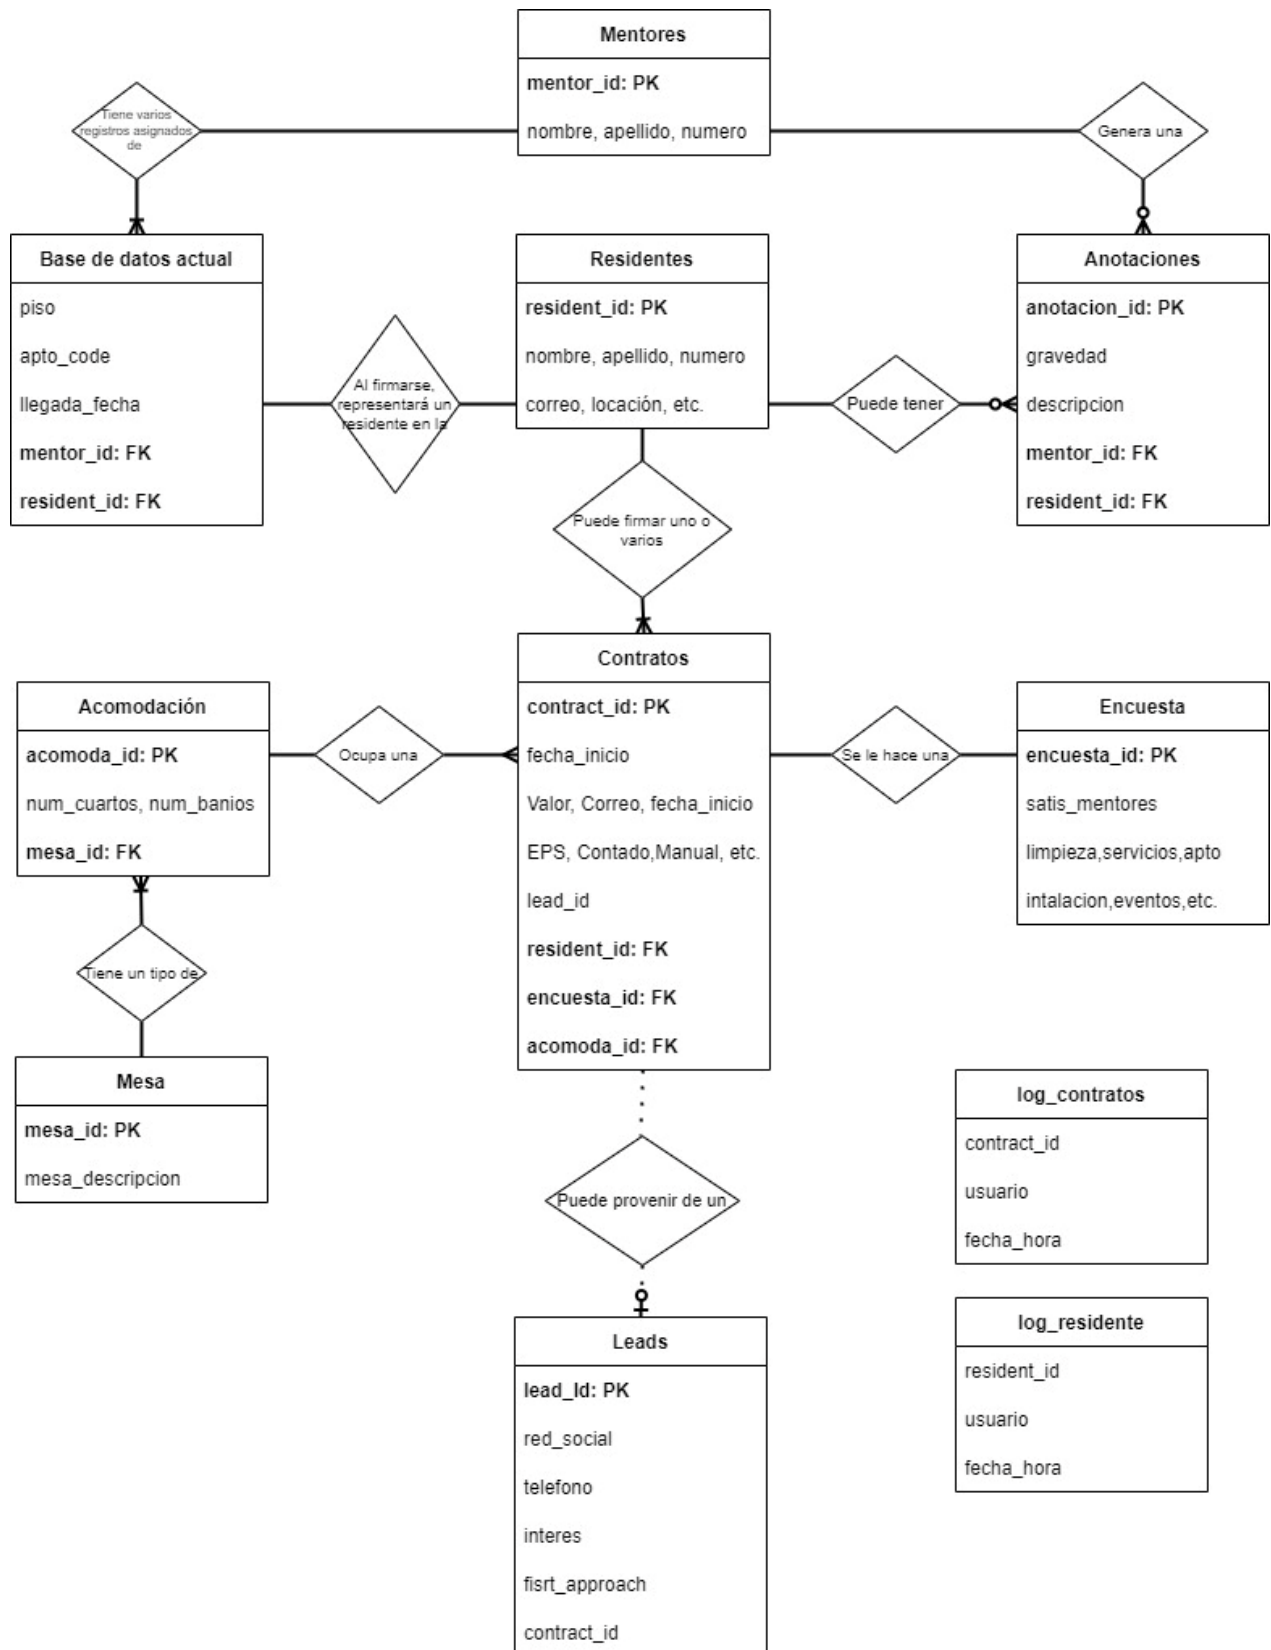 Mentores
mentor_id: PK
nombre, apellido, numero
Tiene varios
registros asignados
de
Genera una
Base de datos actual
piso
apto_code
llegada_fecha
mentor_id: FK
resident_id: FK
Al firmarse,
representará un
residente en la
Residentes
resident_id: PK
nombre, apellido, numero
correo, locación, etc.
Puede tener
Anotaciones
anotacion_id: PK
gravedad
descripcion
mentor_id: FK
resident_id: FK
Puede firmar uno o
varios
Acomodación
acomoda_id: PK
num_cuartos, num_banios
mesa_id: FK
Ocupa una
Contratos
contract_id: PK
fecha_inicio
Valor, Correo, fecha_inicio
EPS, Contado,Manual, etc.
lead_id
resident_id: FK
encuesta_id: FK
acomoda_id: FK
Se le hace una
Encuesta
encuesta_id: PK
satis_mentores
limpieza,servicios,apto
intalacion,eventos,etc.
Tiene un tipo de
Mesa
mesa_id: PK
mesa_descripcion
Puede provenir de un
log_contratos
contract_id
usuario
fecha_hora
log_residente
resident_id
usuario
fecha_hora
Leads
lead_Id: PK
red_social
telefono
interes
fisrt_approach
contract_id